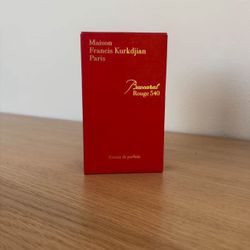 Maison
Francis Kurkdjian
Paris
Baccarat
Rouge 540
Extrait de parfum